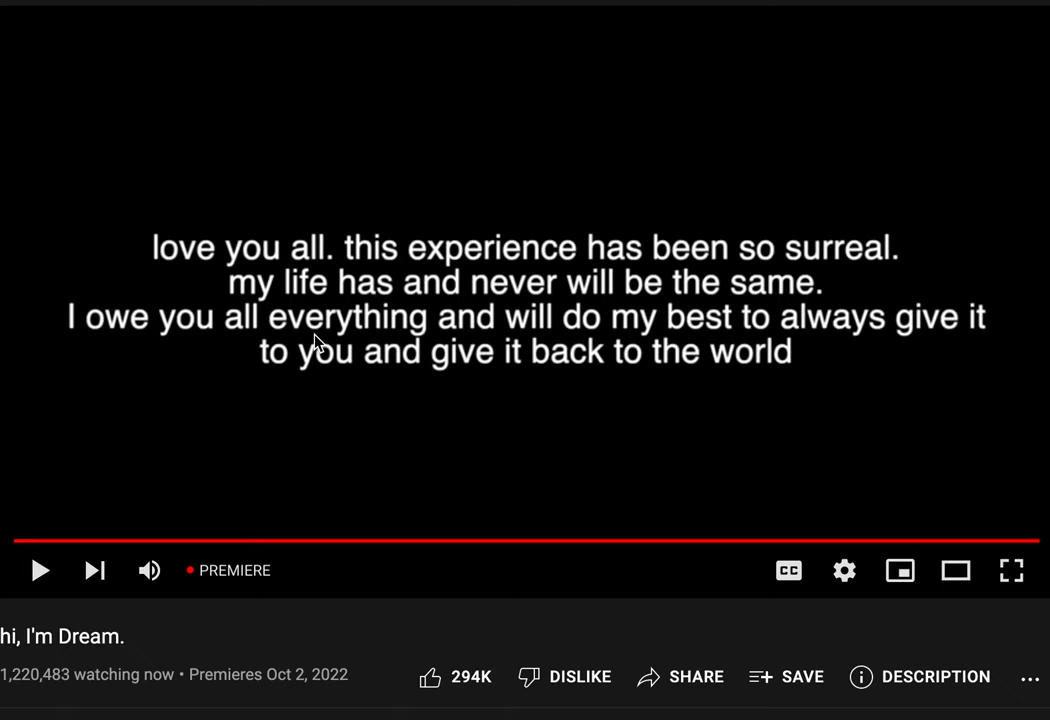 love you all. this experience has been so surreal.
my life has and never will be the same.
I owe you all everything and will do my best to always give it
to you and give it back to the world
PREMIERE
CC
hi, I'm Dream.
1,220,483 watching now • Premieres Oct 2, 2022
294K
DISLIKE
SHARE
SAVE
DESCRIPTION